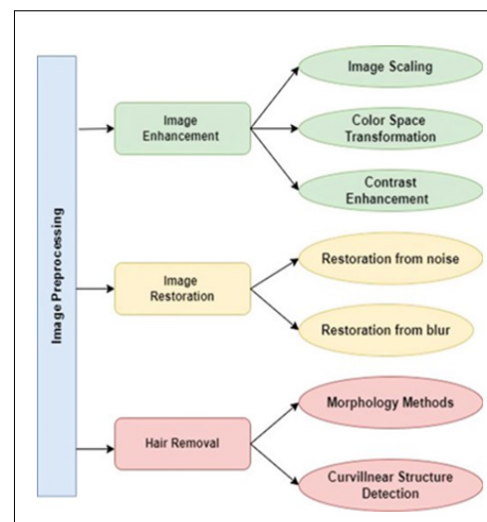 Image Preprocessing
Image
Enhancement
Image Scaling
Color Space
Transformation
Contrast
Enhancement
Image
Restoration
Restoration from noise
Restoration from blur
Hair Removal
Morphology Methods
Curvillnear Structure
Detection